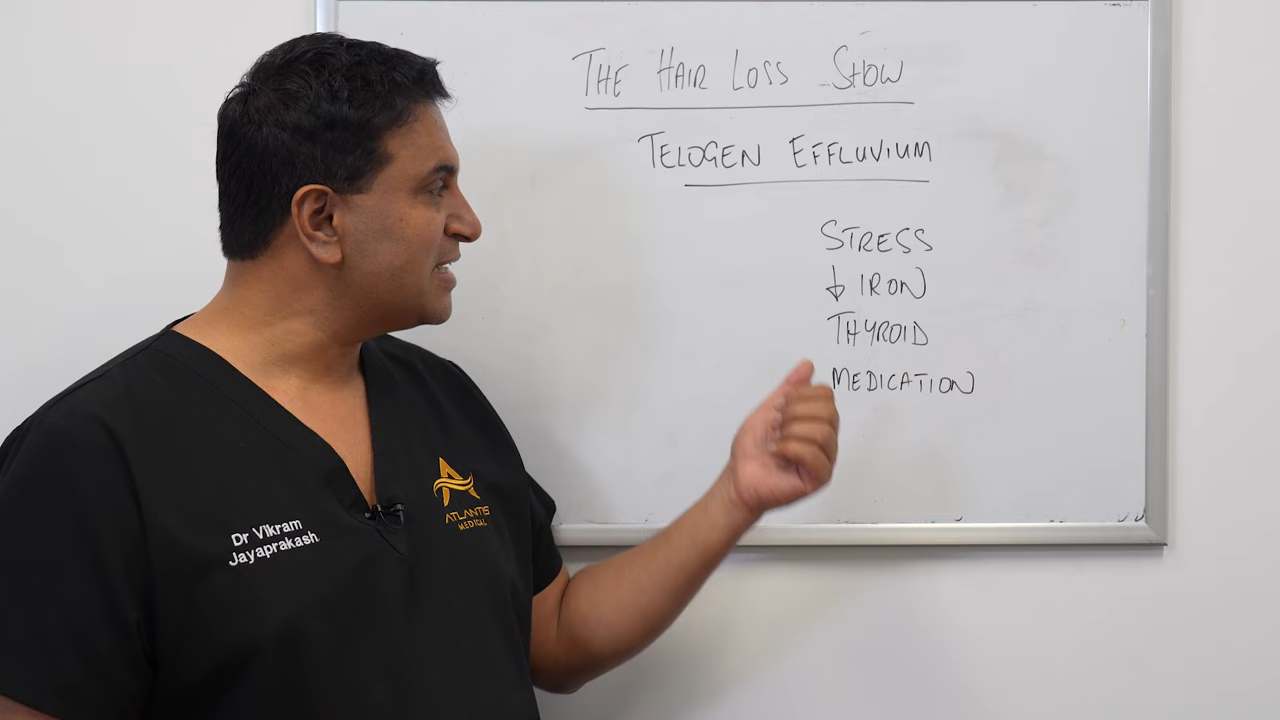 THE HAIR LOSS SHOW
TELOGEN EFFLUVIUM
STRESS
↓ IRON
THYROID
MEDICATION
Dr Vikram
Jayaprakash
ATLANTIS
MEDICAL